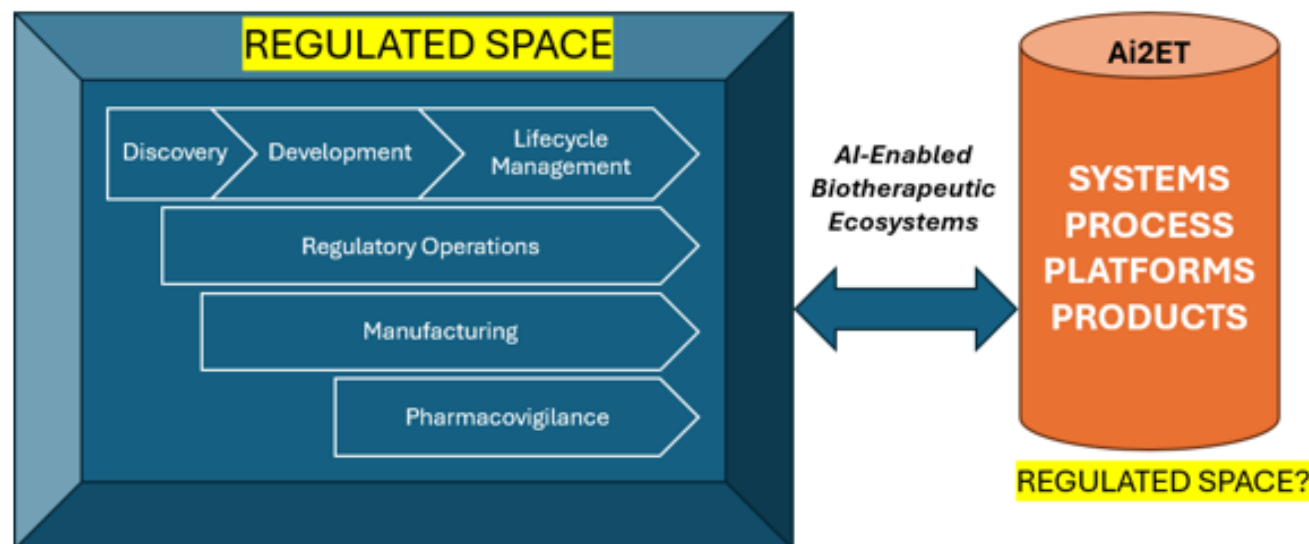 REGULATED SPACE
Discovery
Development
Lifecycle
Management
Regulatory Operations
Manufacturing
Pharmacovigilance
AI-Enabled
Biotherapeutic
Ecosystems
Ai2ET
SYSTEMS
PROCESS
PLATFORMS
PRODUCTS
REGULATED SPACE?